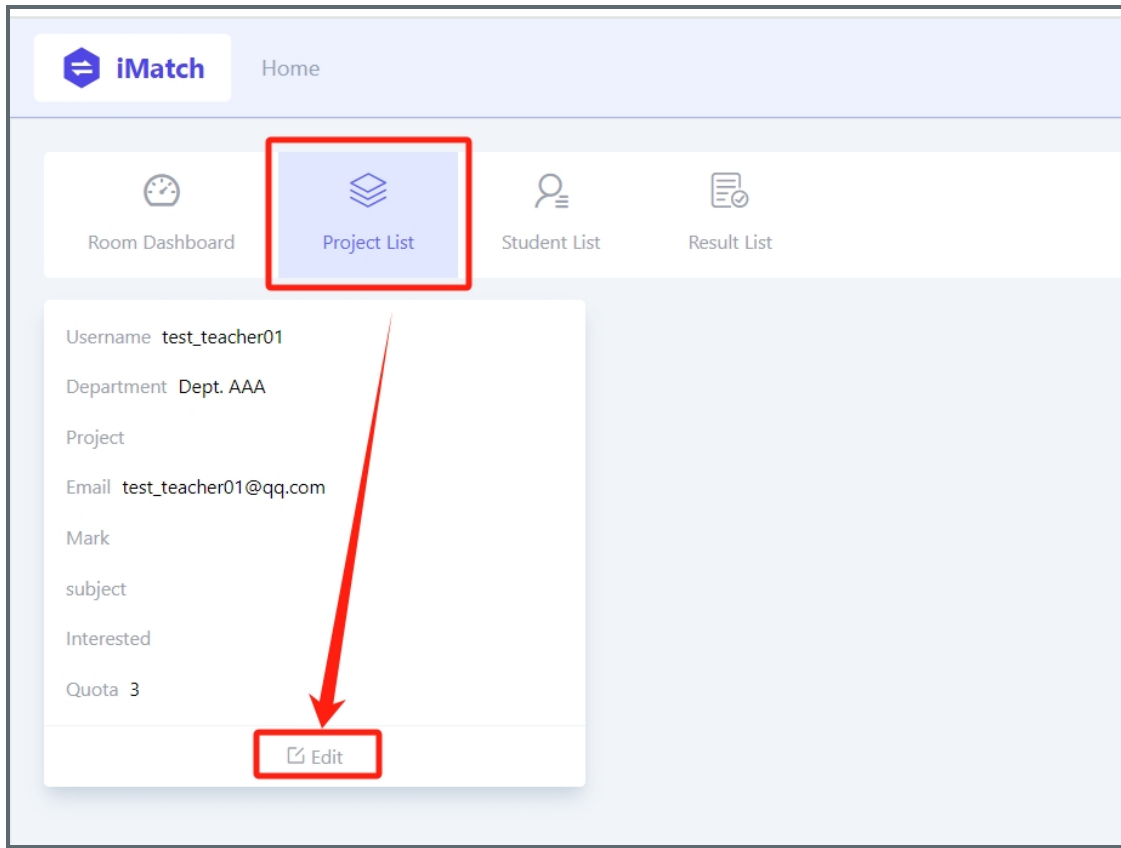 iMatch Home
Room Dashboard Project List Student List Result List
Username test_teacher01
Department Dept. AAA
Project
Email test_teacher01@qq.com
Mark
subject
Interested
Quota 3
Edit